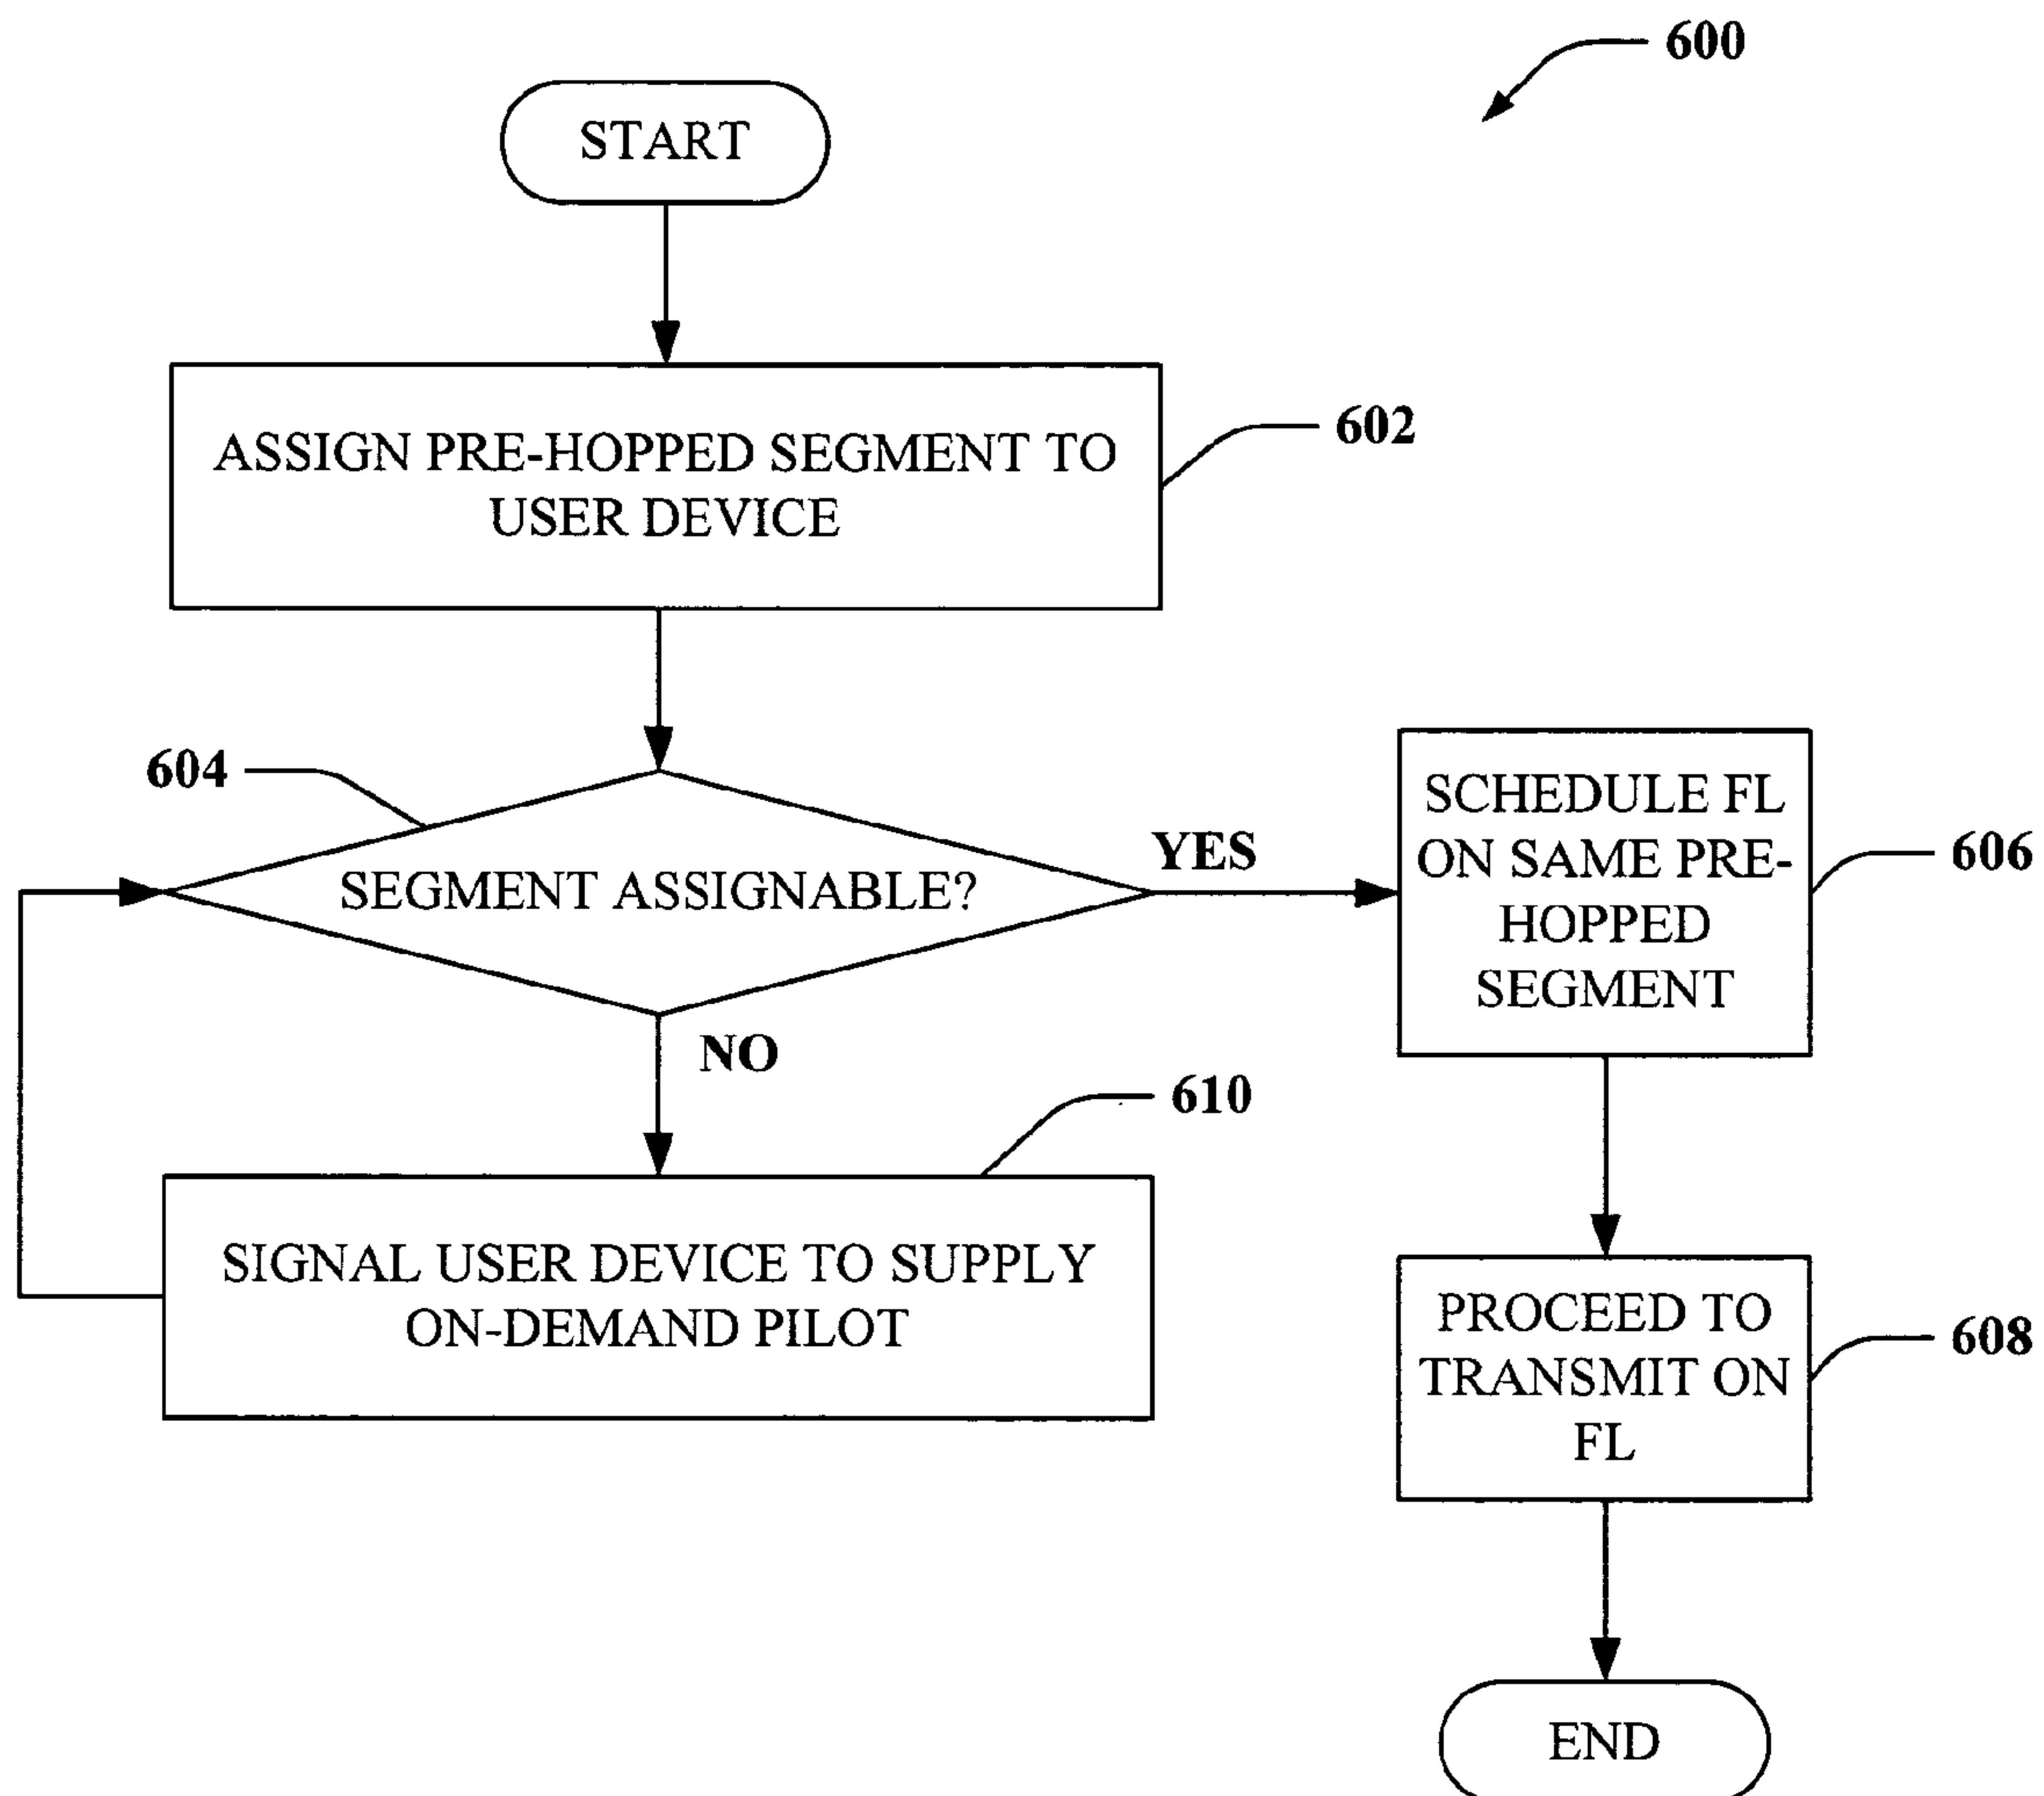 600
START
ASSIGN PRE-HOPPED SEGMENT TO
USER DEVICE
602
604
SEGMENT ASSIGNABLE?
YES
NO
SCHEDULE FL
ON SAME PRE-
HOPPED
SEGMENT
606
610
SIGNAL USER DEVICE TO SUPPLY
ON-DEMAND PILOT
PROCEED TO
TRANSMIT ON
FL
608
END